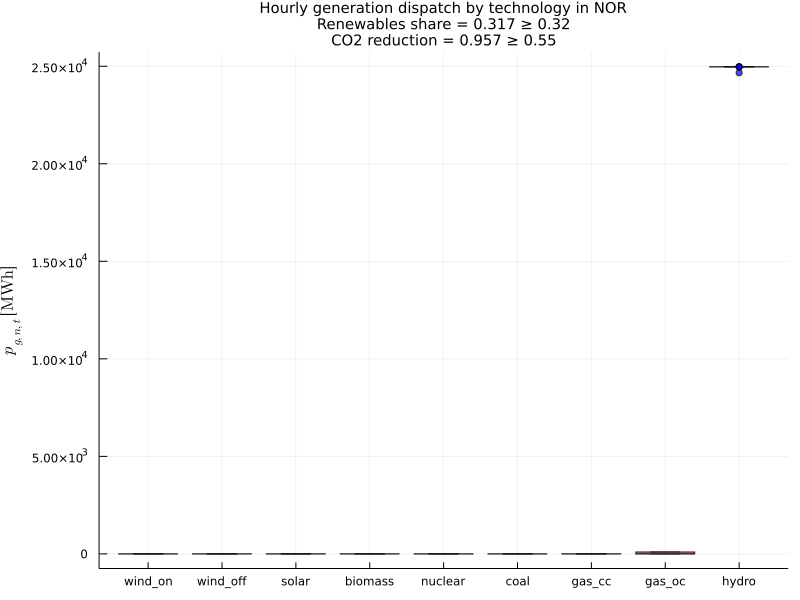 Hourly generation dispatch by technology in NOR
Renewables share = 0.317 ≥ 0.32
CO2 reduction = 0.957 ≥ 0.55
2.50×10⁴
2.00×10⁴
1.50×10⁴
1.00×10⁴
5.00×10³
0
p_{g,n,t} [MWh]
wind_on wind_off solar biomass nuclear coal gas_cc gas_oc hydro